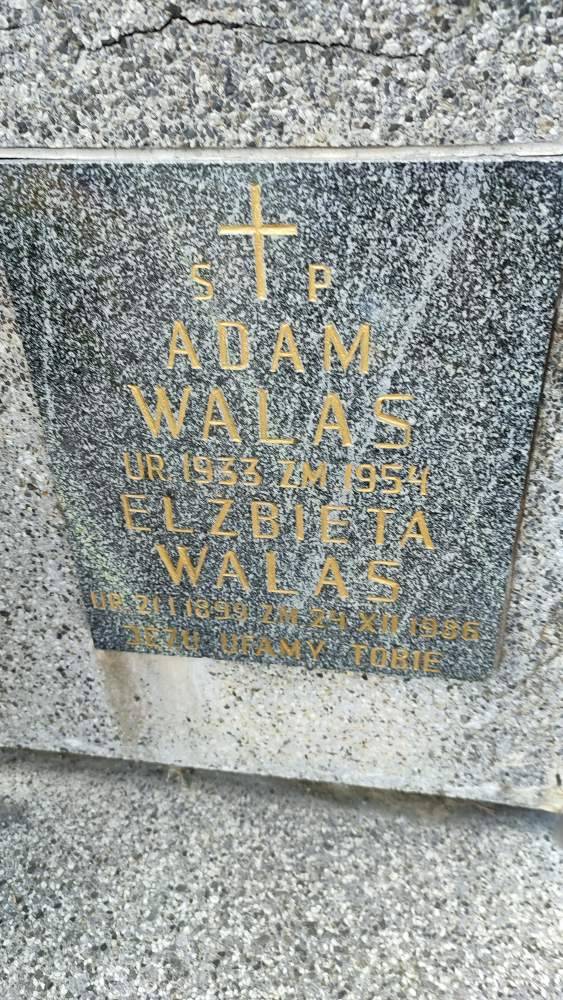 S P
ADAM
WALAS
UR. 1933 ZM 1954
ELZBIETA
WALAS
UR. 21 I 1899 ZM 24 XII 1986
JEZU UFAMY TOBIE